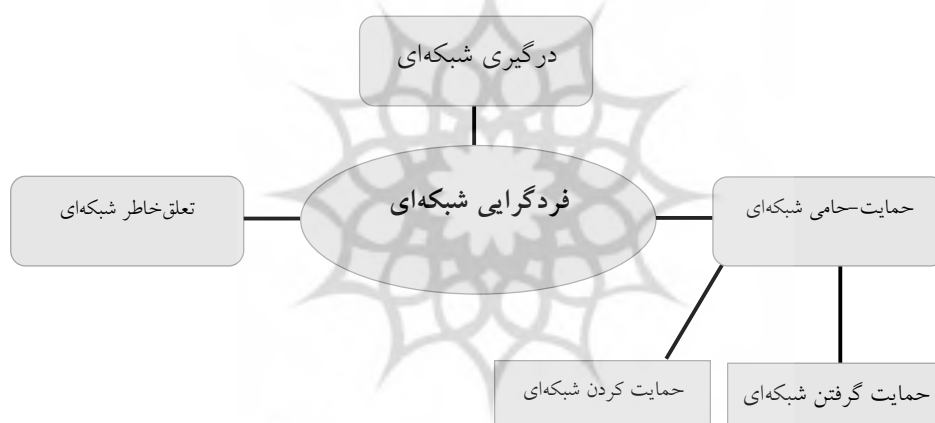 درگیری شبکه‌ای
فردگرایی شبکه‌ای
حمایت-حامی شبکه‌ای
تعلق‌خاطر شبکه‌ای
حمایت گرفتن شبکه‌ای
حمایت کردن شبکه‌ای